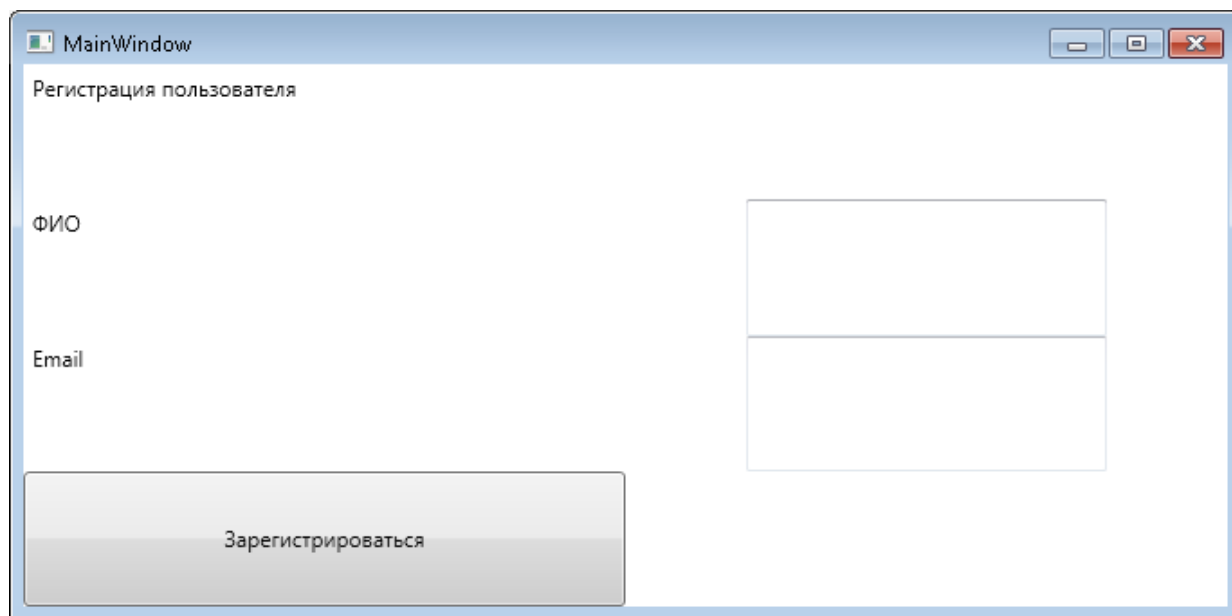 MainWindow
Регистрация пользователя
ФИО
Email
Зарегистрироваться